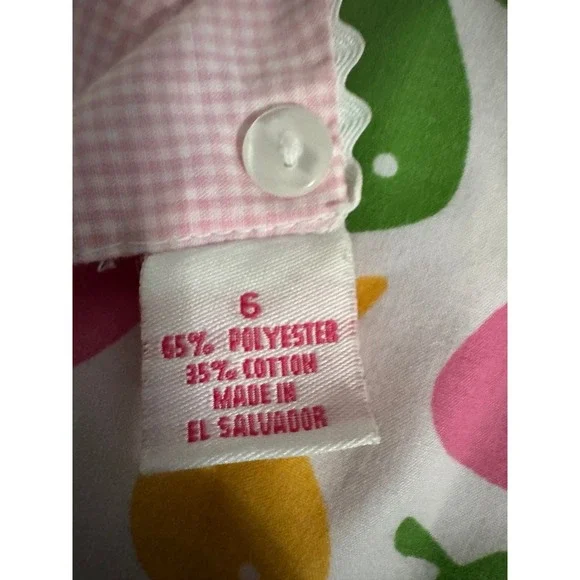 6
65% POLYESTER
35% COTTON
MADE IN
EL SALVADOR